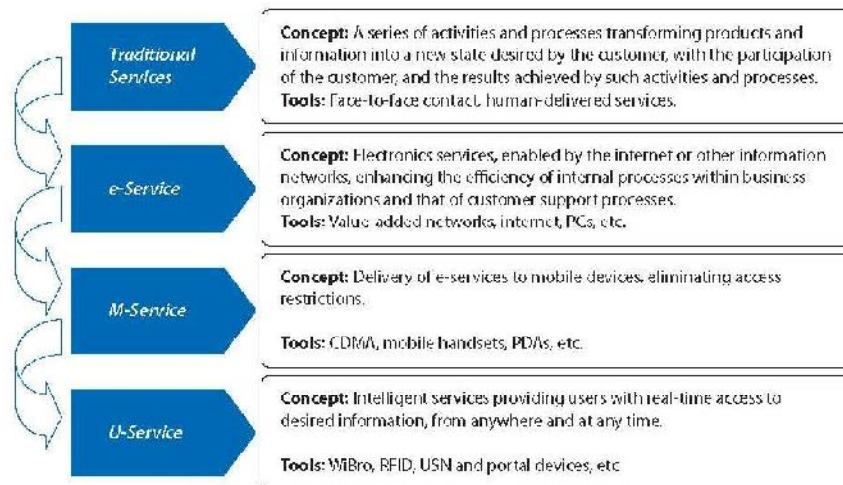 Traditional
Services
Concept: A series of activities and processes transforming products and
information into a new state desired by the customer, with the participation
of the customer, and the results achieved by such activities and processes.
Tools: Face-to-face contact, human-delivered services.
e-Service
Concept: Electronics services, enabled by the internet or other information
networks, enhancing the efficiency of internal processes within business
organizations and that of customer support processes.
Tools: Value-added networks, internet, PCs, etc.
M-Service
Concept: Delivery of e-services to mobile devices, eliminating access
restrictions.
Tools: CDMA, mobile handsets, PDAs, etc.
U-Service
Concept: Intelligent services providing users with real-time access to
desired information, from anywhere and at any time.
Tools: WiBro, RFID, USN and portal devices, etc